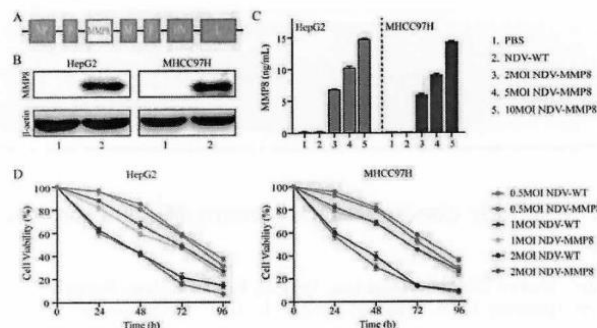 A
MMP8
B
HepG2
MHCC97H
MMP8
β-actin
1
2
1
2
C
HepG2
MHCC97H
MMP8 (ng/mL)
15
10
5
0
1 2 3 4 5
1 2 3 4 5
1. PBS
2. NDV-WT
3. 2MOI NDV-MMP8
4. 5MOI NDV-MMP8
5. 10MOI NDV-MMP8
D
HepG2
Cell Viability (%)
100
80
60
40
20
0
0 24 48 72 96
Time (h)
MHCC97H
Cell Viability (%)
100
80
60
40
20
0
0 24 48 72 96
Time (h)
0.5MOI NDV-WT
0.5MOI NDV-MMP8
1MOI NDV-WT
1MOI NDV-MMP8
2MOI NDV-WT
2MOI NDV-MMP8